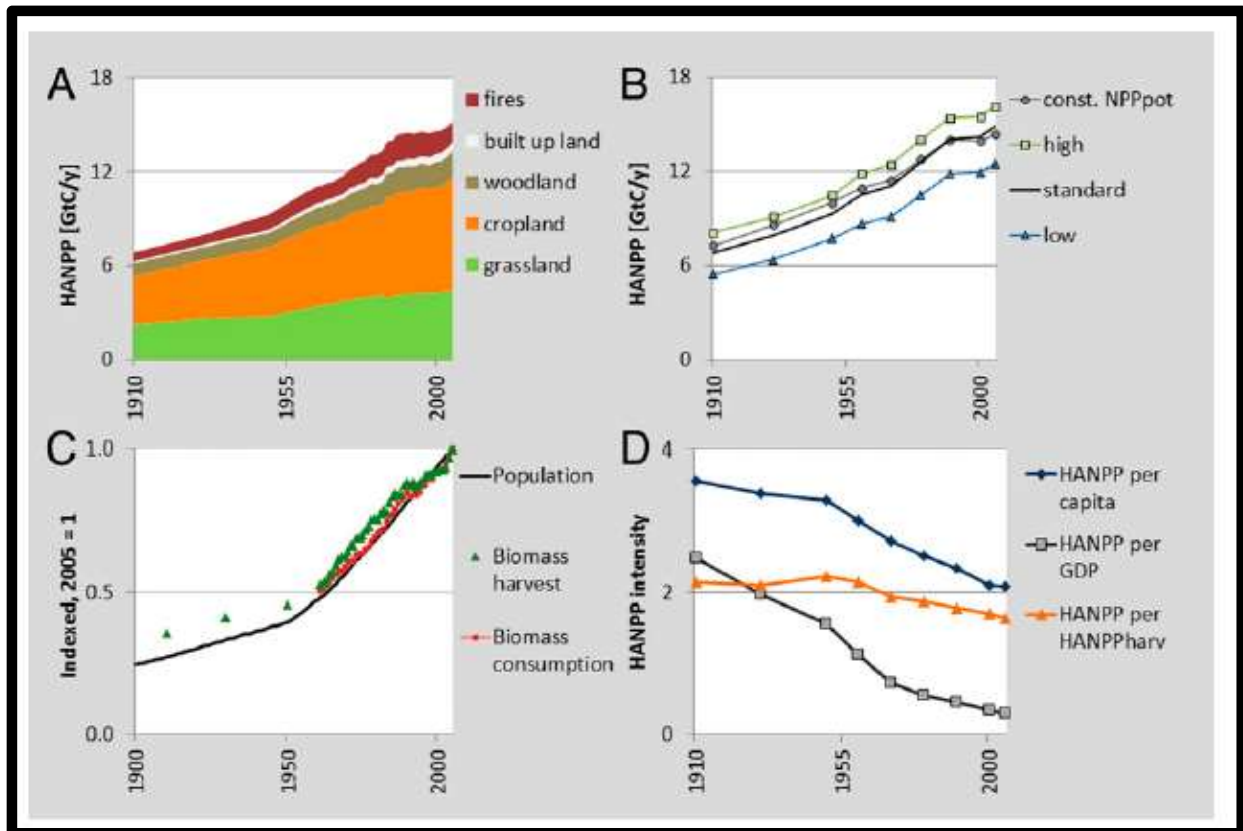 A
HANPP [GtC/y]
18
12
6
0
1910
1955
2000
fires
built up land
woodland
cropland
grassland
B
HANPP [GtC/y]
18
12
6
0
1910
1955
2000
const. NPPpot
high
standard
low
C
Indexed, 2005 = 1
1.0
0.5
0.0
1900
1950
2000
Population
Biomass
harvest
Biomass
consumption
D
HANPP intensity
4
2
0
1910
1955
2000
HANPP per
capita
HANPP per
GDP
HANPP per
HANPPharv